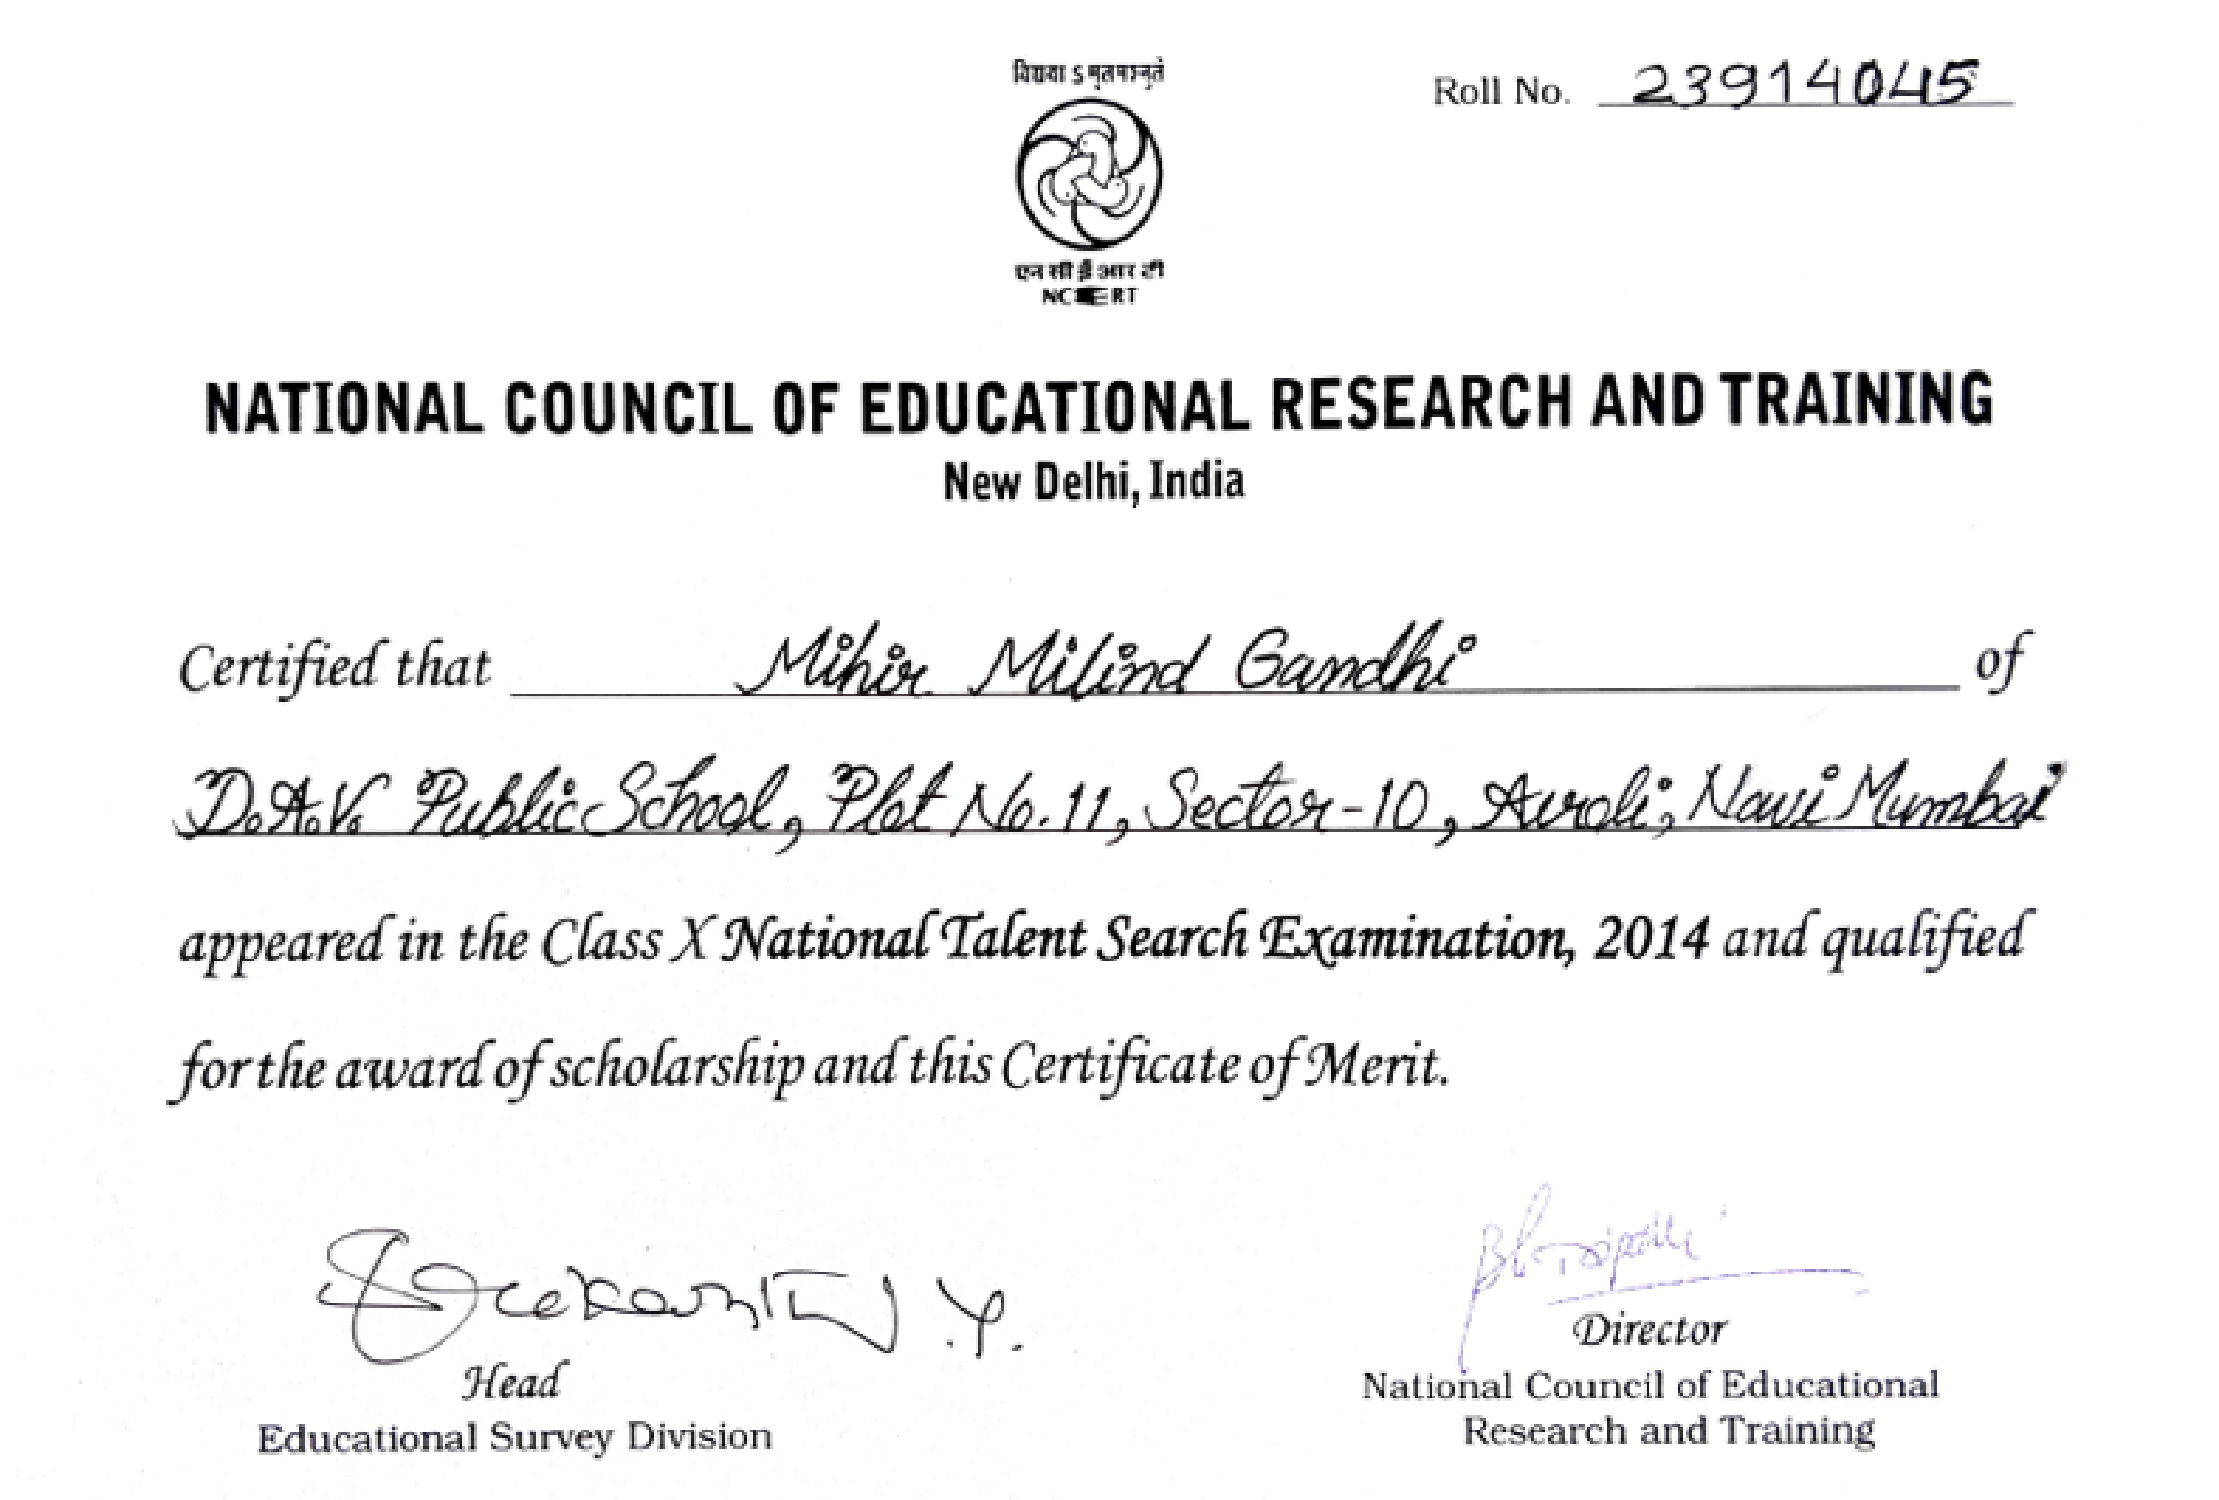 विद्यया ऽ मृतमश्नुते
Roll No. 23914045
एन सी ई आर टी
NCERT
NATIONAL COUNCIL OF EDUCATIONAL RESEARCH AND TRAINING
New Delhi, India
Certified that Mihir Milind Gandhi of
D.A.V. Public School, Plot No. 11, Sector-10, Airoli, Navi Mumbai
appeared in the Class X National Talent Search Examination, 2014 and qualified
for the award of scholarship and this Certificate of Merit.
Head
Educational Survey Division
Director
National Council of Educational
Research and Training